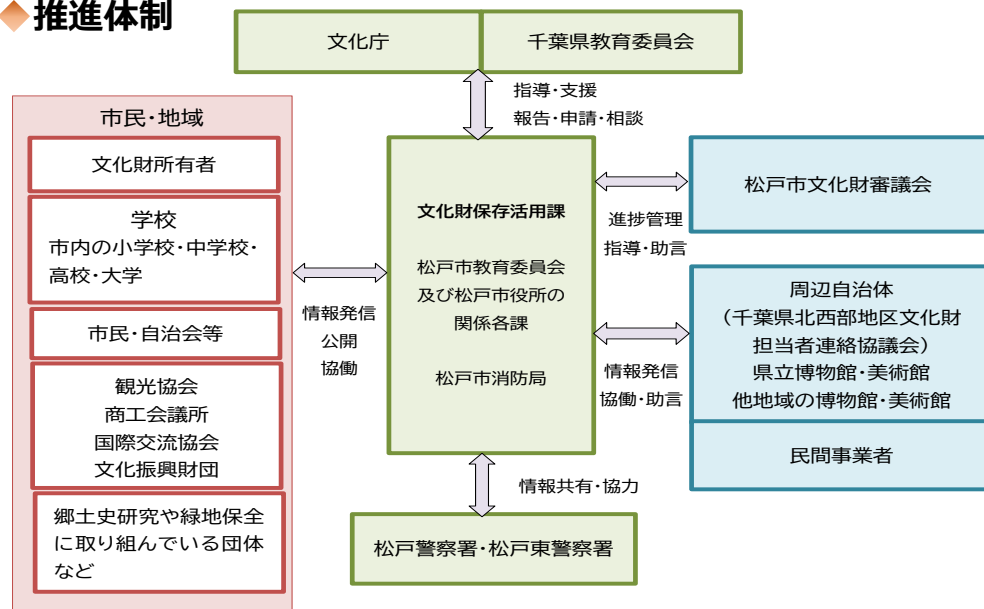 推進体制
文化庁
千葉県教育委員会
指導・支援
報告・申請・相談
市民・地域
文化財所有者
学校
市内の小学校・中学校・
高校・大学
市民・自治会等
観光協会
商工会議所
国際交流協会
文化振興財団
郷土史研究や緑地保全
に取り組んでいる団体
など
情報発信
公開
協働
文化財保存活用課
松戸市教育委員会
及び松戸市役所の
関係各課
松戸市消防局
進捗管理
指導・助言
松戸市文化財審議会
情報発信
協働・助言
周辺自治体
（千葉県北西部地区文化財
担当者連絡協議会）
県立博物館・美術館
他地域の博物館・美術館
民間事業者
情報共有・協力
松戸警察署・松戸東警察署